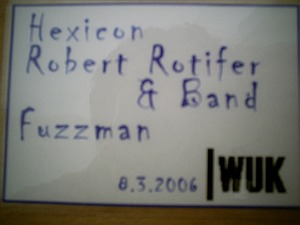 Hexicon
Robert Rotifer
& Band
Fuzzman
8.3.2006 |WUK